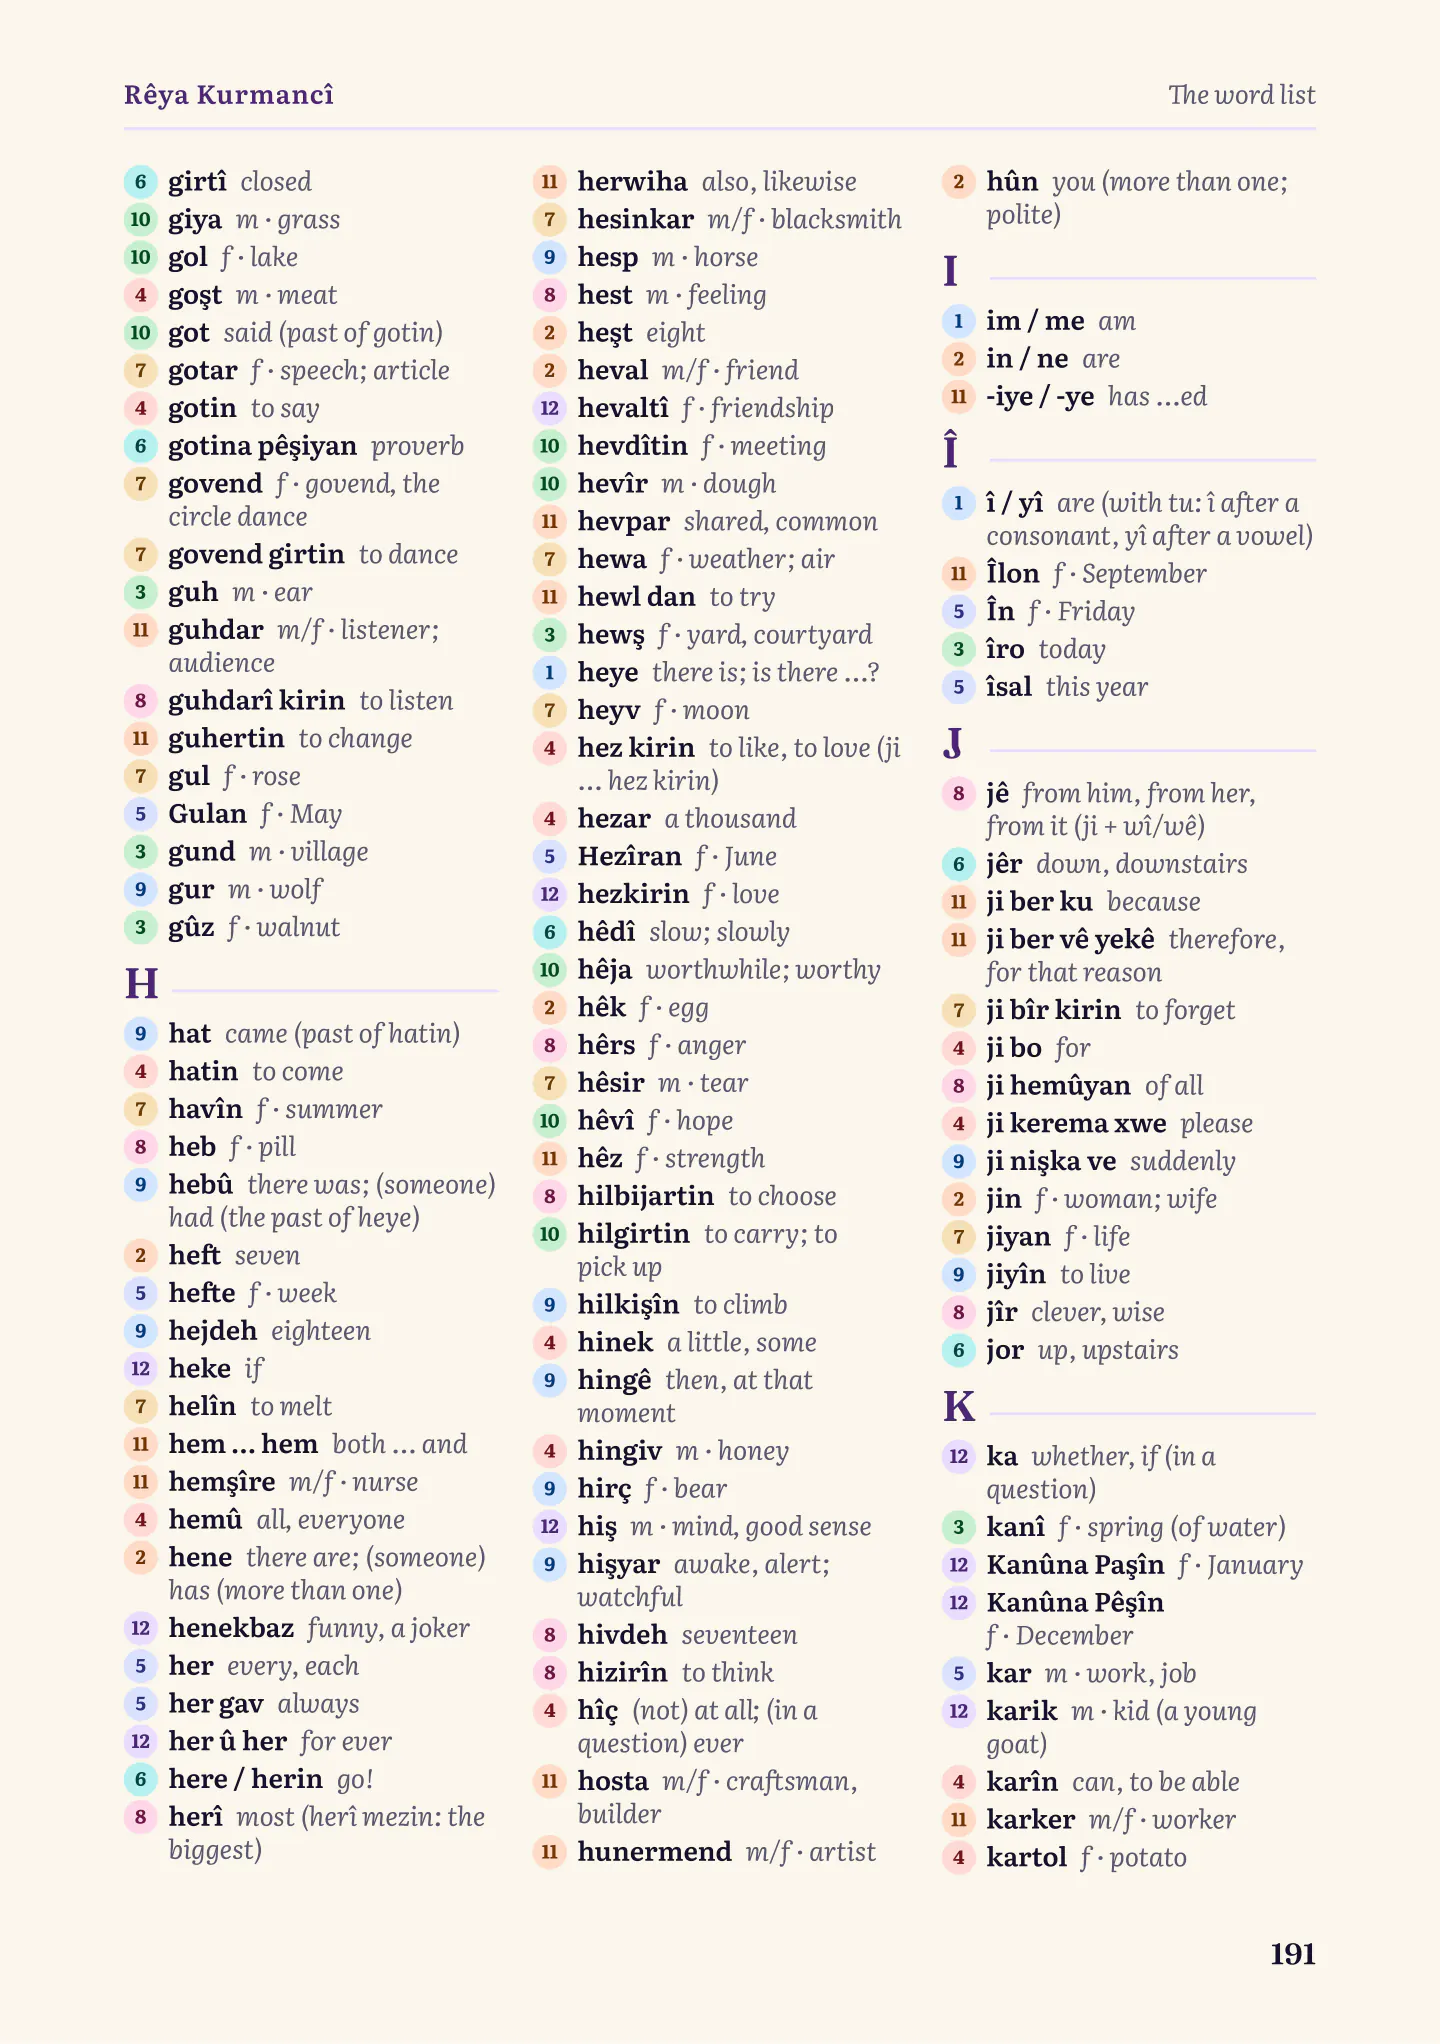 Rêya Kurmancî
The word list
6 girtî closed
10 giya m · grass
10 gol f · lake
4 goşt m · meat
10 got said (past of gotin)
7 gotar f · speech; article
4 gotin to say
6 gotina pêşiyan proverb
7 govend f · govend, the
circle dance
7 govend girtin to dance
3 guh m · ear
11 guhdar m/f · listener;
audience
8 guhdarî kirin to listen
11 guhertin to change
7 gul f · rose
5 Gulan f · May
3 gund m · village
9 gur m · wolf
3 gûz f · walnut
H
9 hat came (past of hatin)
4 hatin to come
7 havîn f · summer
8 heb f · pill
9 hebû there was; (someone)
had (the past of heye)
2 heft seven
5 hefte f · week
9 hejdeh eighteen
12 heke if
7 helîn to melt
11 hem … hem both … and
11 hemşîre m/f · nurse
4 hemû all, everyone
2 hene there are; (someone)
has (more than one)
12 henekbaz funny, a joker
5 her every, each
5 her gav always
12 her û her for ever
6 here / herin go!
8 herî most (herî mezin: the
biggest)
11 herwiha also, likewise
7 hesinkar m/f · blacksmith
9 hesp m · horse
8 hest m · feeling
2 heşt eight
2 heval m/f · friend
12 hevaltî f · friendship
10 hevdîtin f · meeting
10 hevîr m · dough
11 hevpar shared, common
7 hewa f · weather; air
11 hewl dan to try
3 hewş f · yard, courtyard
1 heye there is; is there …?
7 heyv f · moon
4 hez kirin to like, to love (ji
… hez kirin)
4 hezar a thousand
5 Hezîran f · June
12 hezkirin f · love
6 hêdî slow; slowly
10 hêja worthwhile; worthy
2 hêk f · egg
8 hêrs f · anger
7 hêsir m · tear
10 hêvî f · hope
11 hêz f · strength
8 hilbijartin to choose
10 hilgirtin to carry; to
pick up
9 hilkişîn to climb
4 hinek a little, some
9 hingê then, at that
moment
4 hingiv m · honey
9 hirç f · bear
12 hiş m · mind, good sense
9 hişyar awake, alert;
watchful
8 hivdeh seventeen
8 hizirîn to think
4 hîç (not) at all; (in a
question) ever
11 hosta m/f · craftsman,
builder
11 hunermend m/f · artist
2 hûn you (more than one;
polite)
I
1 im / me am
2 in / ne are
11 -iye / -ye has …ed
Î
1 î / yî are (with tu: î after a
consonant, yî after a vowel)
11 Îlon f · September
5 În f · Friday
3 îro today
5 îsal this year
J
8 jê from him, from her,
from it (ji + wî/wê)
6 jêr down, downstairs
11 ji ber ku because
11 ji ber vê yekê therefore,
for that reason
7 ji bîr kirin to forget
4 ji bo for
8 ji hemûyan of all
4 ji kerema xwe please
9 ji nişka ve suddenly
2 jin f · woman; wife
7 jiyan f · life
9 jiyîn to live
8 jîr clever, wise
6 jor up, upstairs
K
12 ka whether, if (in a
question)
3 kanî f · spring (of water)
12 Kanûna Paşîn f · January
12 Kanûna Pêşîn
f · December
5 kar m · work, job
12 karik m · kid (a young
goat)
4 karîn can, to be able
11 karker m/f · worker
4 kartol f · potato
191